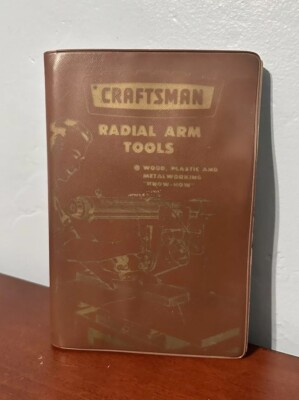 CRAFTSMAN
RADIAL ARM
TOOLS
WOOD, PLASTIC AND
METALWORKING
"KNOW-HOW"